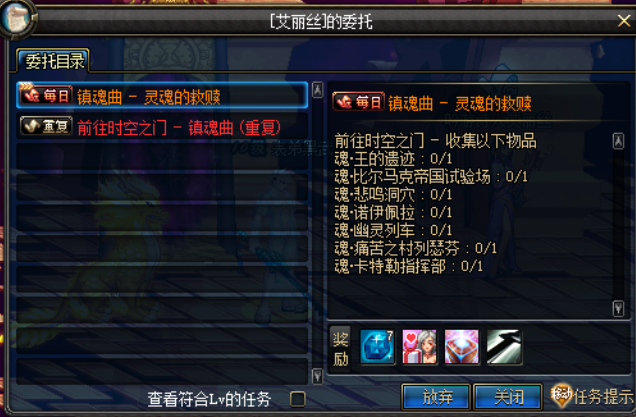 [艾丽丝]的委托
委托目录
每日 镇魂曲 - 灵魂的救赎
重复 前往时空之门 - 镇魂曲 (重复)
每日 镇魂曲 - 灵魂的救赎
前往时空之门 - 收集以下物品
魂·王的遗迹 : 0/1
魂·比尔马克帝国试验场 : 0/1
魂·悲鸣洞穴 : 0/1
魂·诺伊佩拉 : 0/1
魂·幽灵列车 : 0/1
魂·痛苦之村列瑟芬 : 0/1
魂·卡特勒指挥部 : 0/1
奖励
7
查看符合Lv的任务
放弃
关闭
任务提示